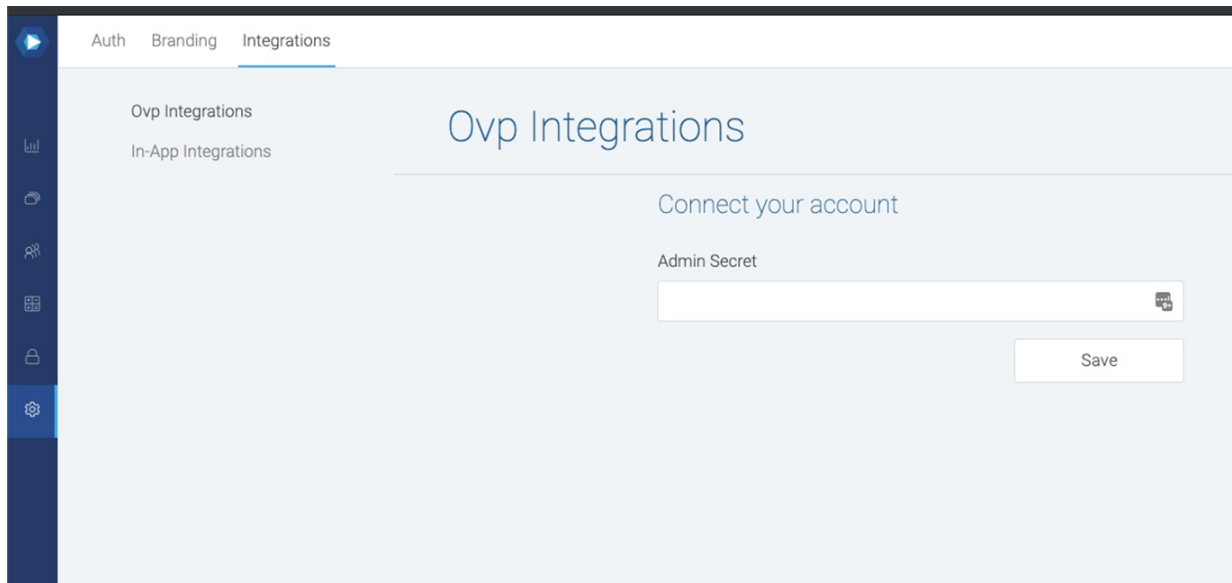 Auth Branding Integrations
Ovp Integrations
In-App Integrations
Ovp Integrations
Connect your account
Admin Secret
Save